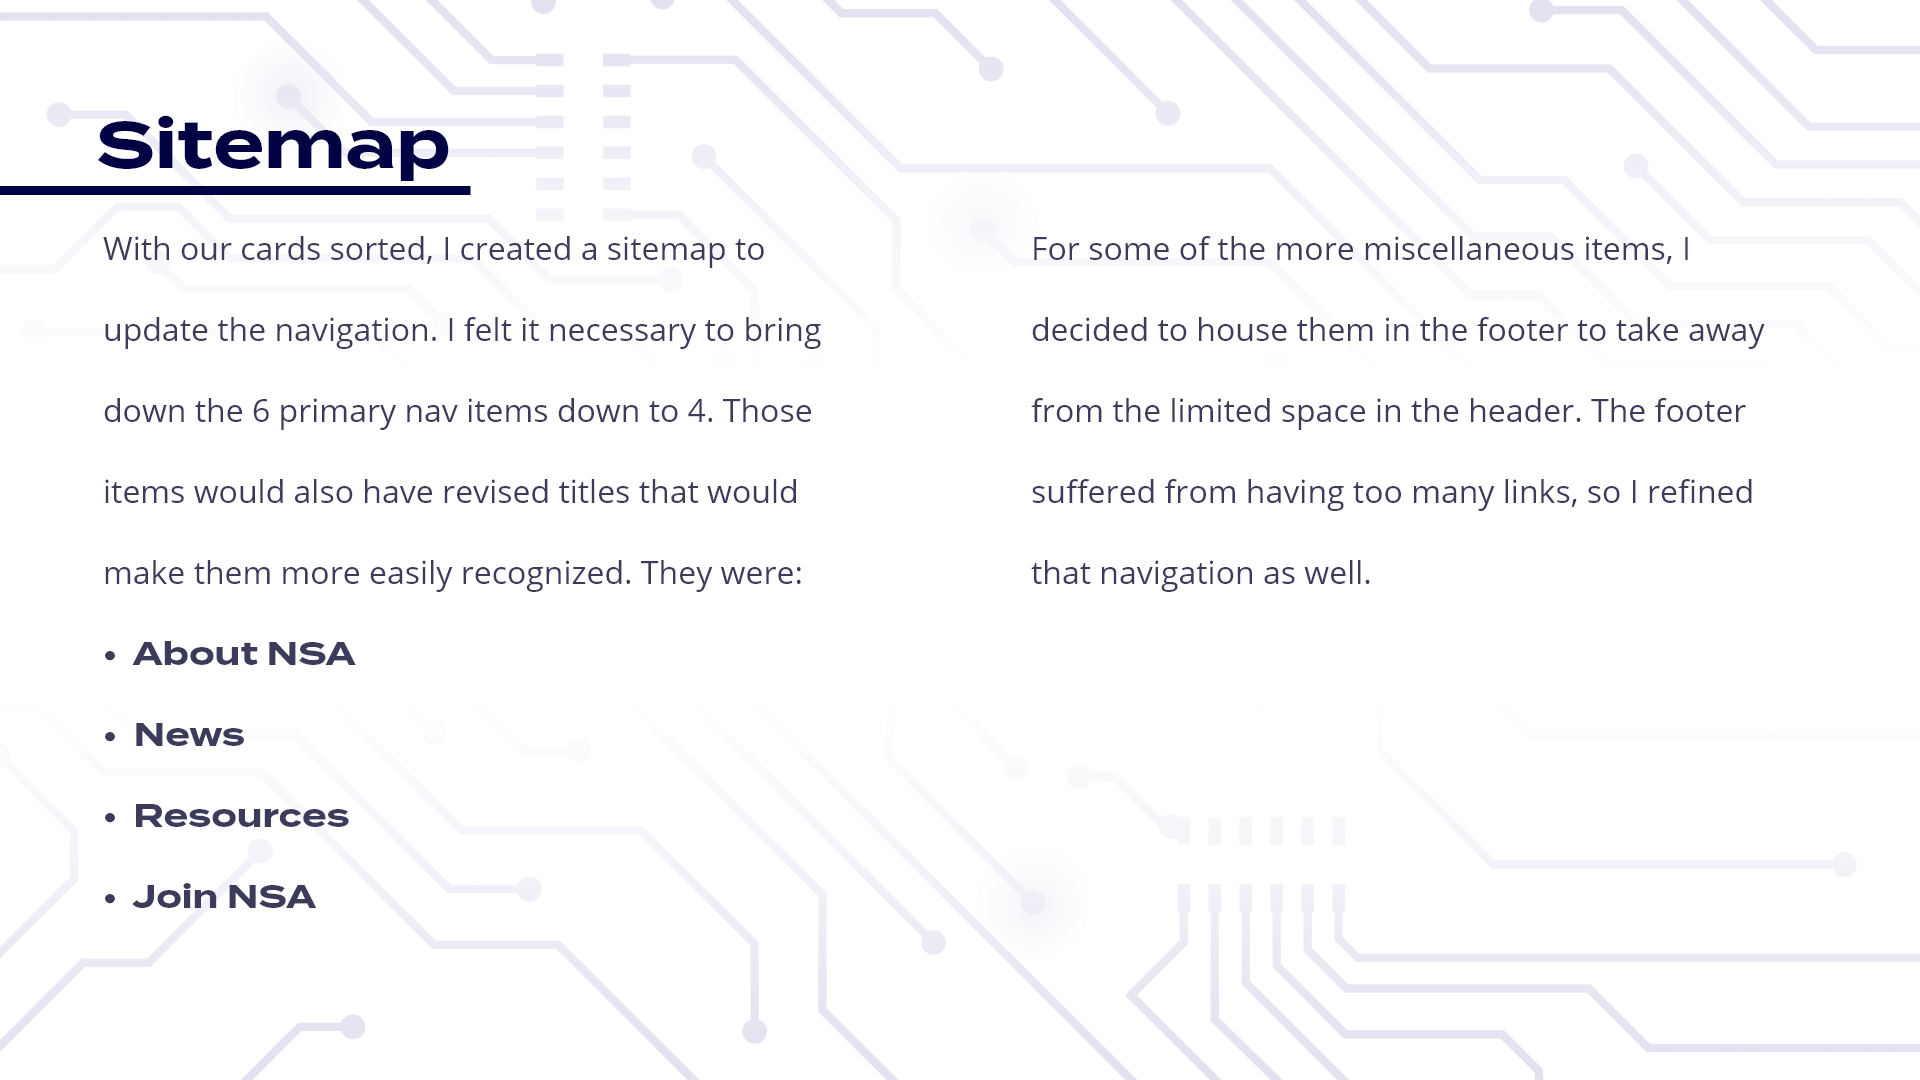 Sitemap
With our cards sorted, I created a sitemap to
update the navigation. I felt it necessary to bring
down the 6 primary nav items down to 4. Those
items would also have revised titles that would
make them more easily recognized. They were:
• About NSA
• News
• Resources
• Join NSA
For some of the more miscellaneous items, I
decided to house them in the footer to take away
from the limited space in the header. The footer
suffered from having too many links, so I refined
that navigation as well.